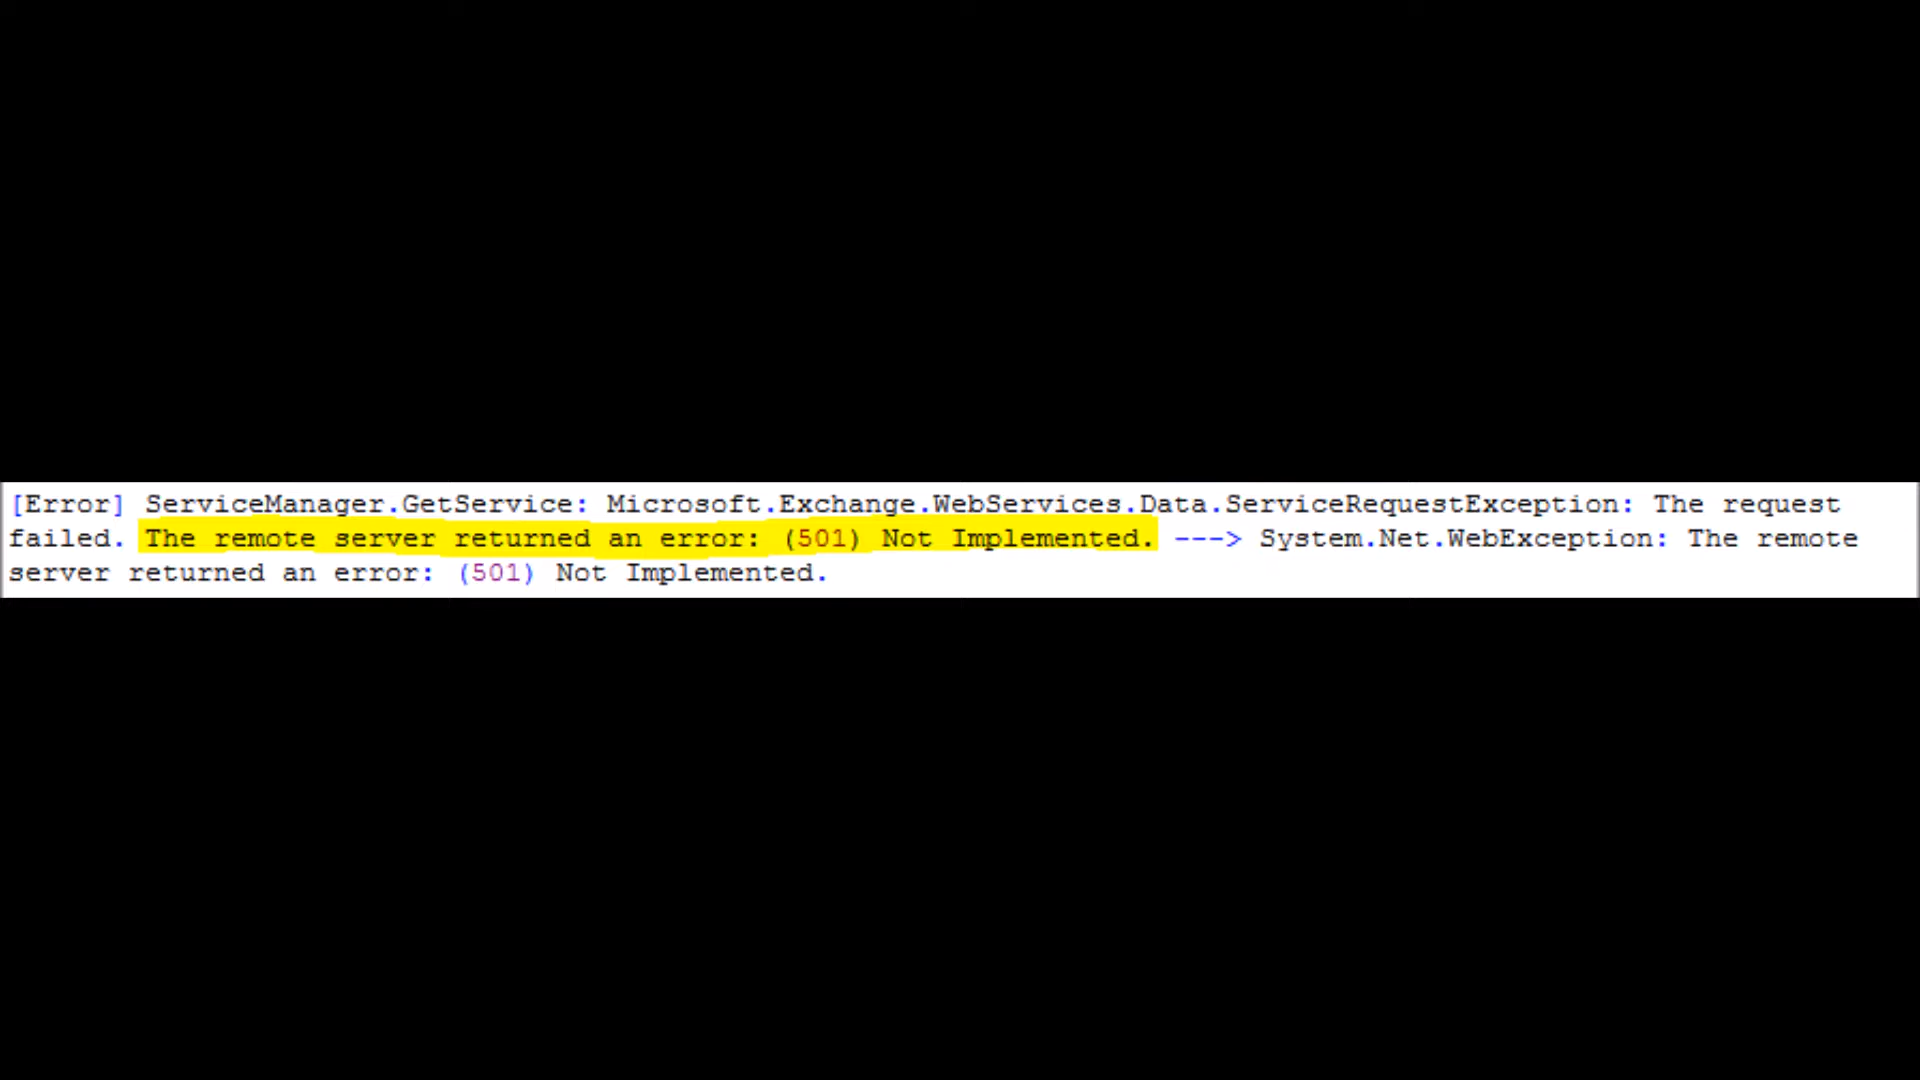 [Error] ServiceManager.GetService: Microsoft.Exchange.WebServices.Data.ServiceRequestException: The request
failed. The remote server returned an error: (501) Not Implemented. ---> System.Net.WebException: The remote
server returned an error: (501) Not Implemented.